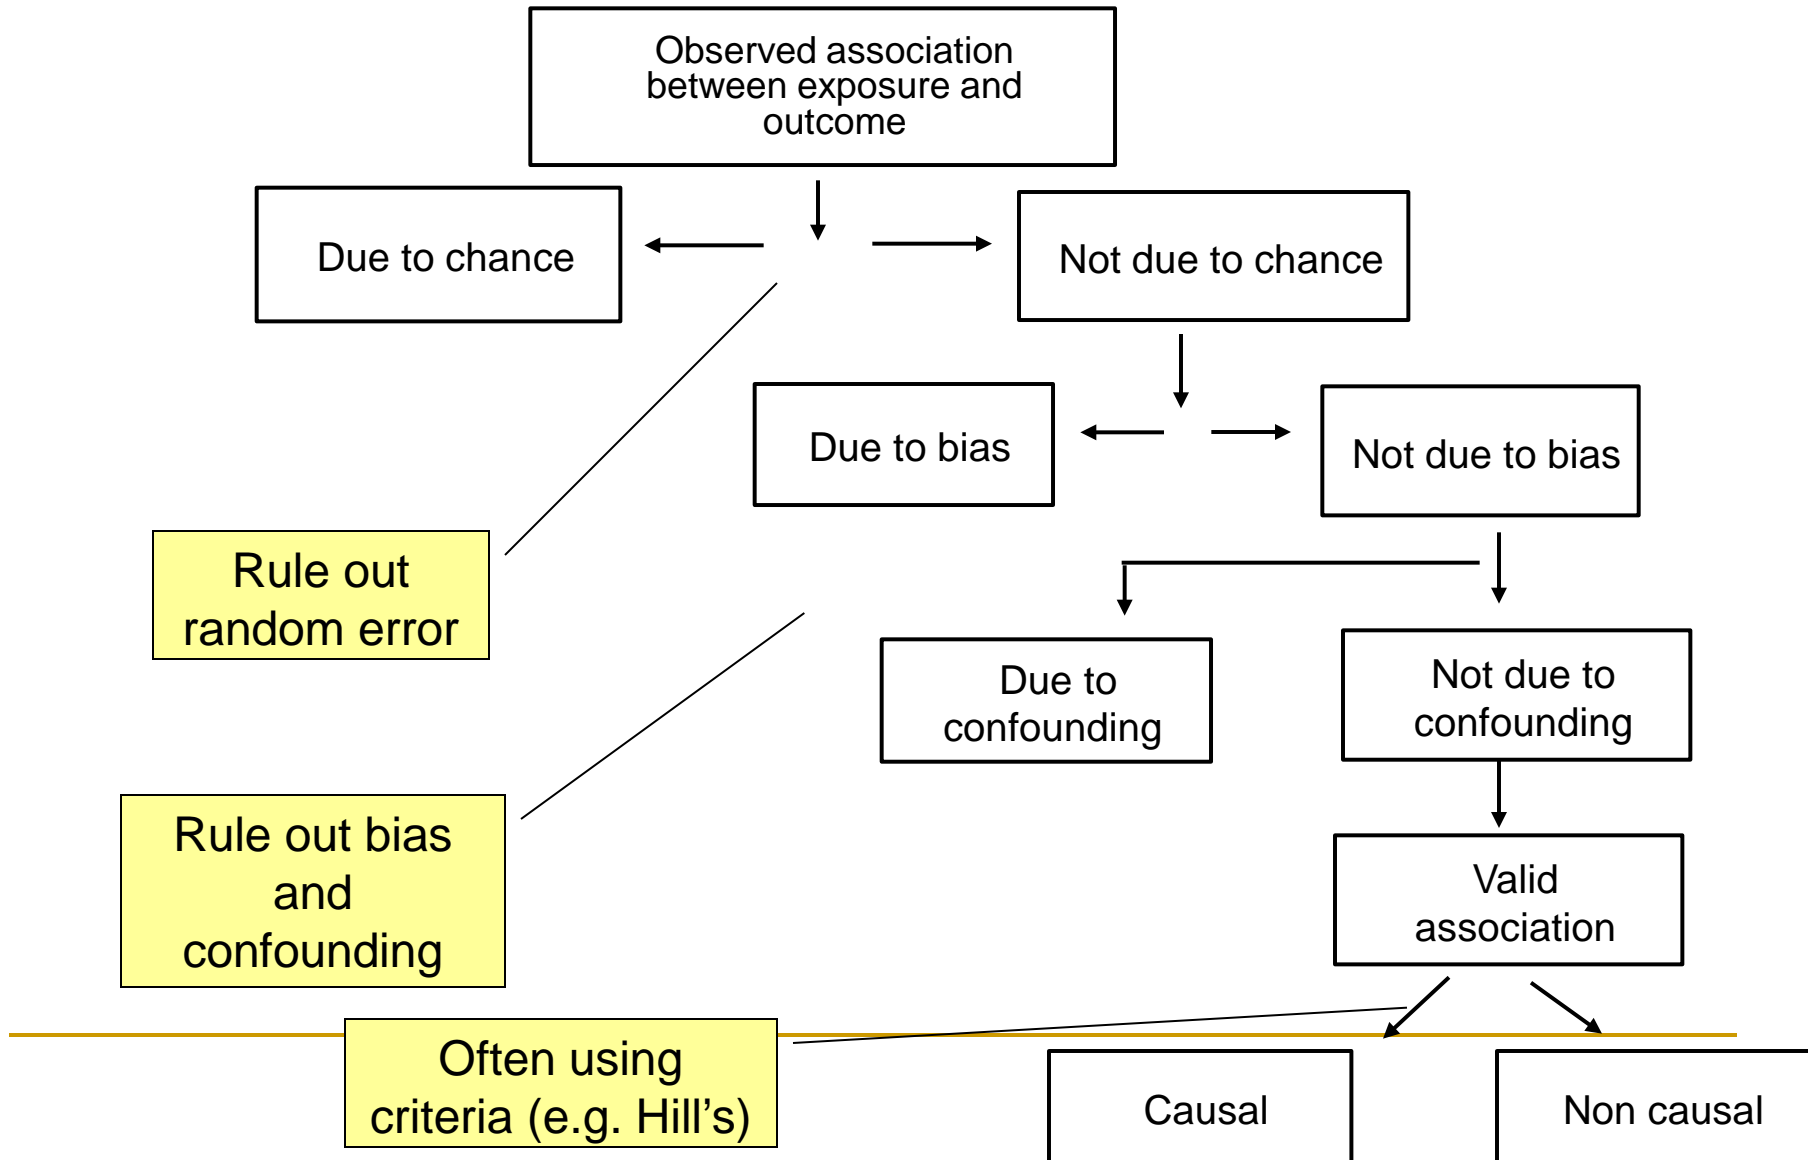 Observed association
between exposure and
outcome
Due to chance
Not due to chance
Due to bias
Not due to bias
Rule out
random error
Due to
confounding
Not due to
confounding
Rule out bias
and
confounding
Valid
association
Often using
criteria (e.g. Hill's)
Causal
Non causal